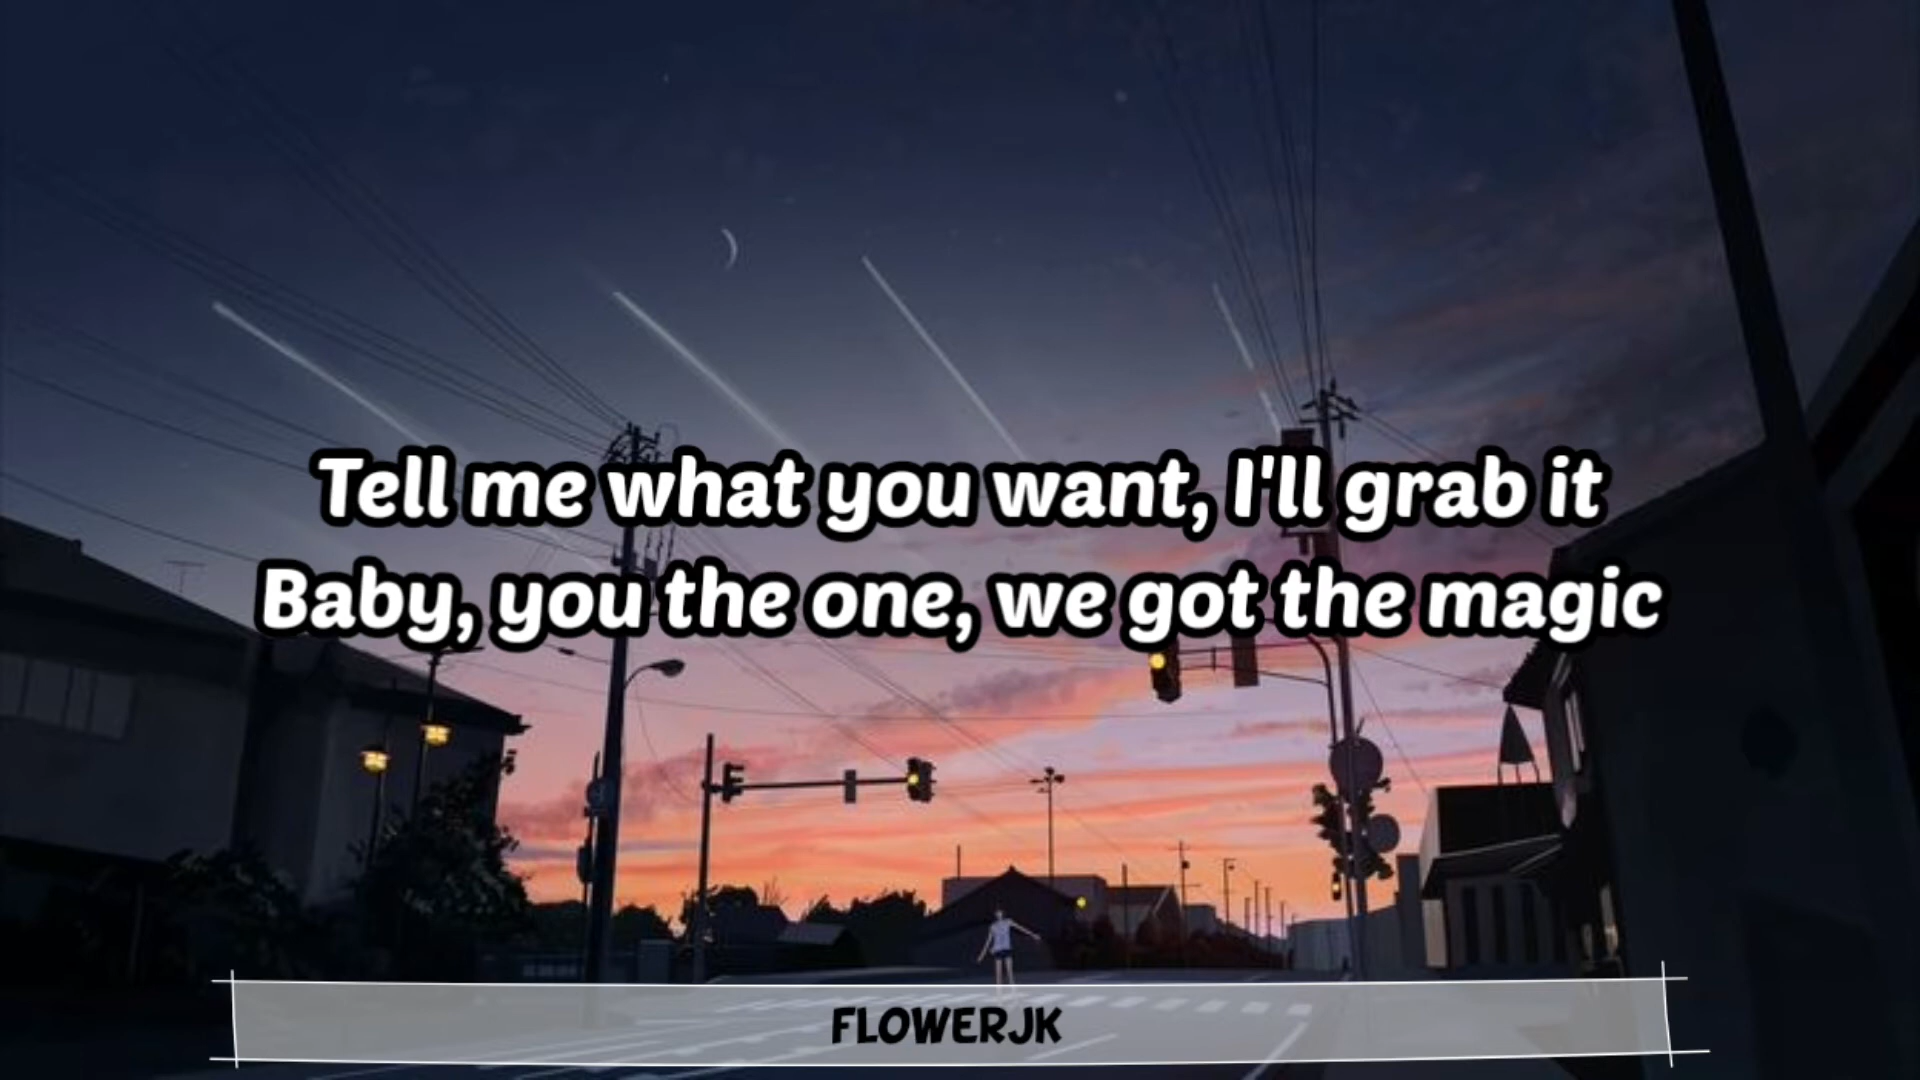 Tell me what you want, I'll grab it
Baby, you the one, we got the magic
FLOWERJK